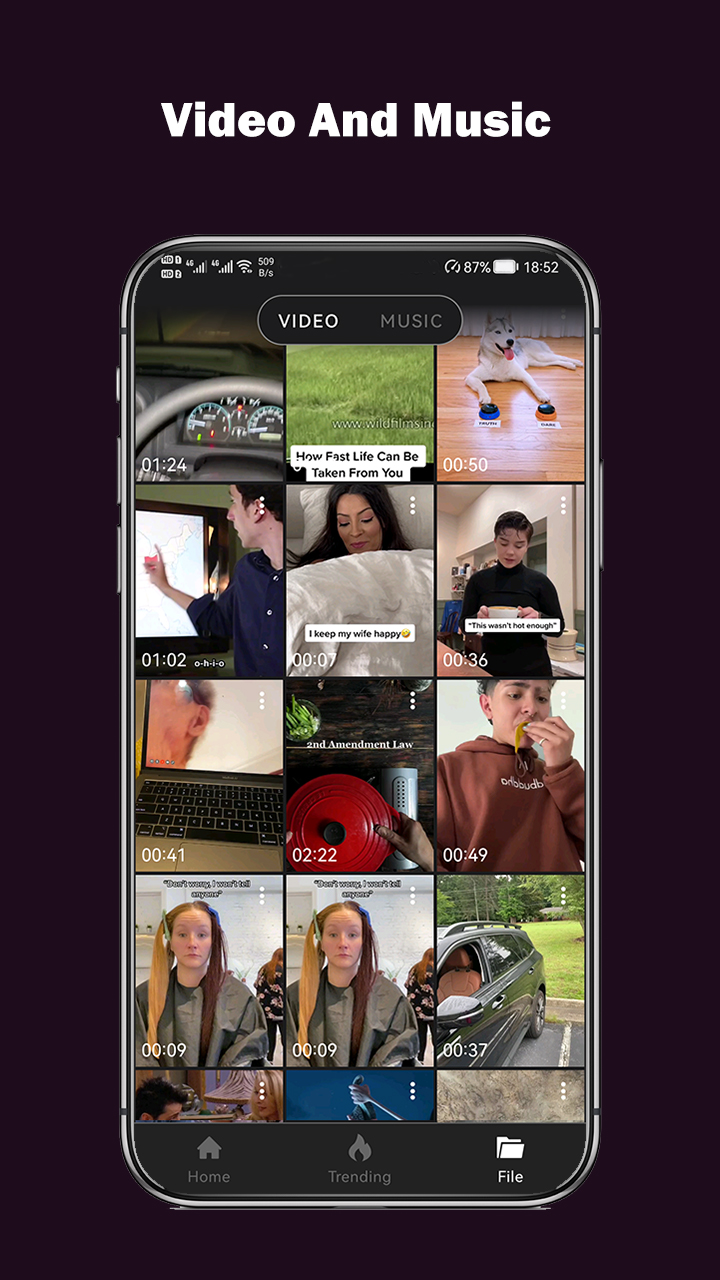 Video And Music
HD 1
HD 2
4G
4G
509
B/s
87%
18:52
VIDEO
MUSIC
www.wildfilmsin
01:24
How Fast Life Can Be
Taken From You
TRUTH
DARE
00:50
01:02
o-h-i-o
I keep my wife happy🤣
00:07
"This wasn't hot enough"
00:36
00:41
2nd Amendment Law
02:22
00:49
"Don't worry, I won't tell
anyone"
00:09
"Don't worry, I won't tell
anyone"
00:09
00:37
Home
Trending
File